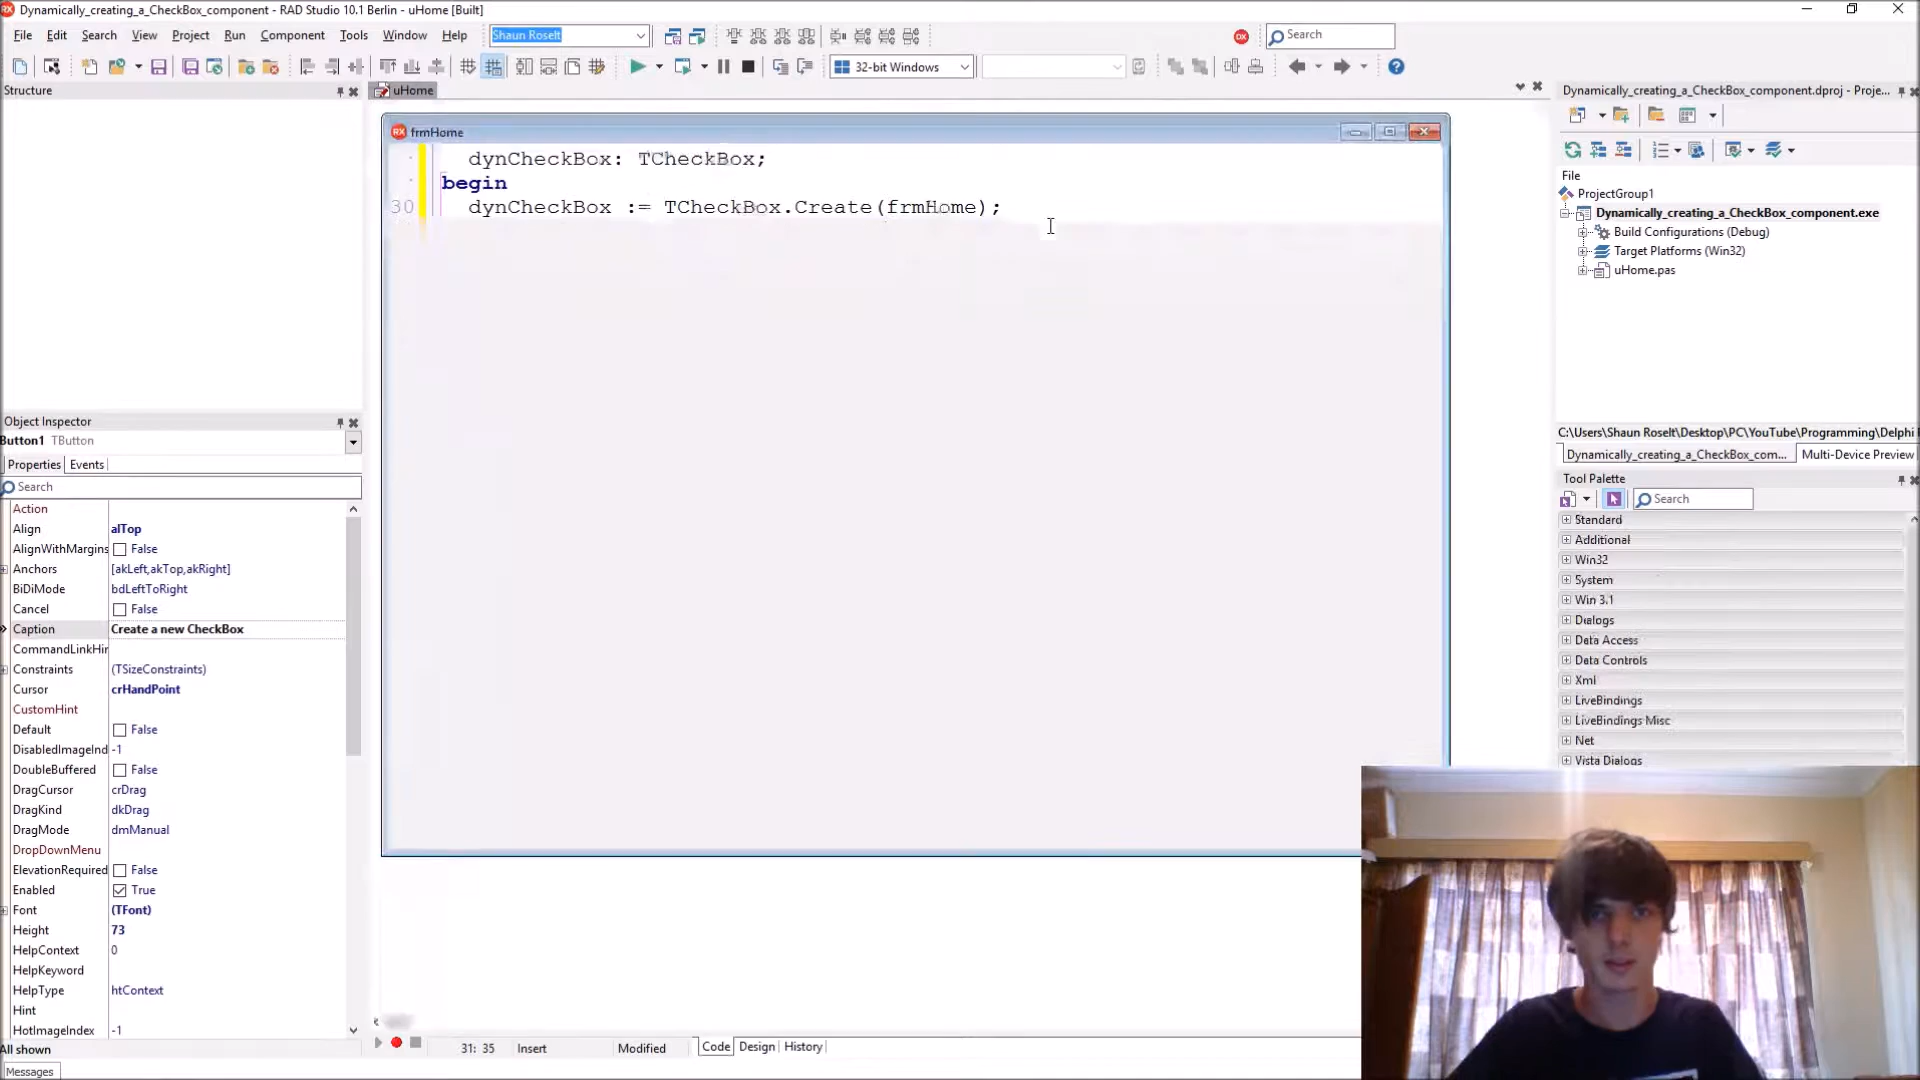 Dynamically_creating_a_CheckBox_component - RAD Studio 10.1 Berlin - uHome [Built]
File Edit Search View Project Run Component Tools Window Help Shaun Roselt Search
32-bit Windows
Structure
uHome
Dynamically_creating_a_CheckBox_component.dproj - Proje...
frmHome
dynCheckBox: TCheckBox;
begin
30 dynCheckBox := TCheckBox.Create(frmHome);
File
ProjectGroup1
Dynamically_creating_a_CheckBox_component.exe
Build Configurations (Debug)
Target Platforms (Win32)
uHome.pas
Object Inspector
Button1 TButton
Properties Events
Search
Action
Align alTop
AlignWithMargins False
Anchors [akLeft,akTop,akRight]
BiDiMode bdLeftToRight
Cancel False
Caption Create a new CheckBox
CommandLinkHir
Constraints (TSizeConstraints)
Cursor crHandPoint
CustomHint
Default False
DisabledImageInd -1
DoubleBuffered False
DragCursor crDrag
DragKind dkDrag
DragMode dmManual
DropDownMenu
ElevationRequired False
Enabled True
Font (TFont)
Height 73
HelpContext 0
HelpKeyword
HelpType htContext
Hint
HotImageIndex -1
All shown
Messages
C:\Users\Shaun Roselt\Desktop\PC\YouTube\Programming\Delphi
Dynamically_creating_a_CheckBox_com... Multi-Device Preview
Tool Palette
Search
Standard
Additional
Win32
System
Win 3.1
Dialogs
Data Access
Data Controls
Xml
LiveBindings
LiveBindings Misc
Net
Vista Dialogs
31: 35 Insert Modified Code Design History